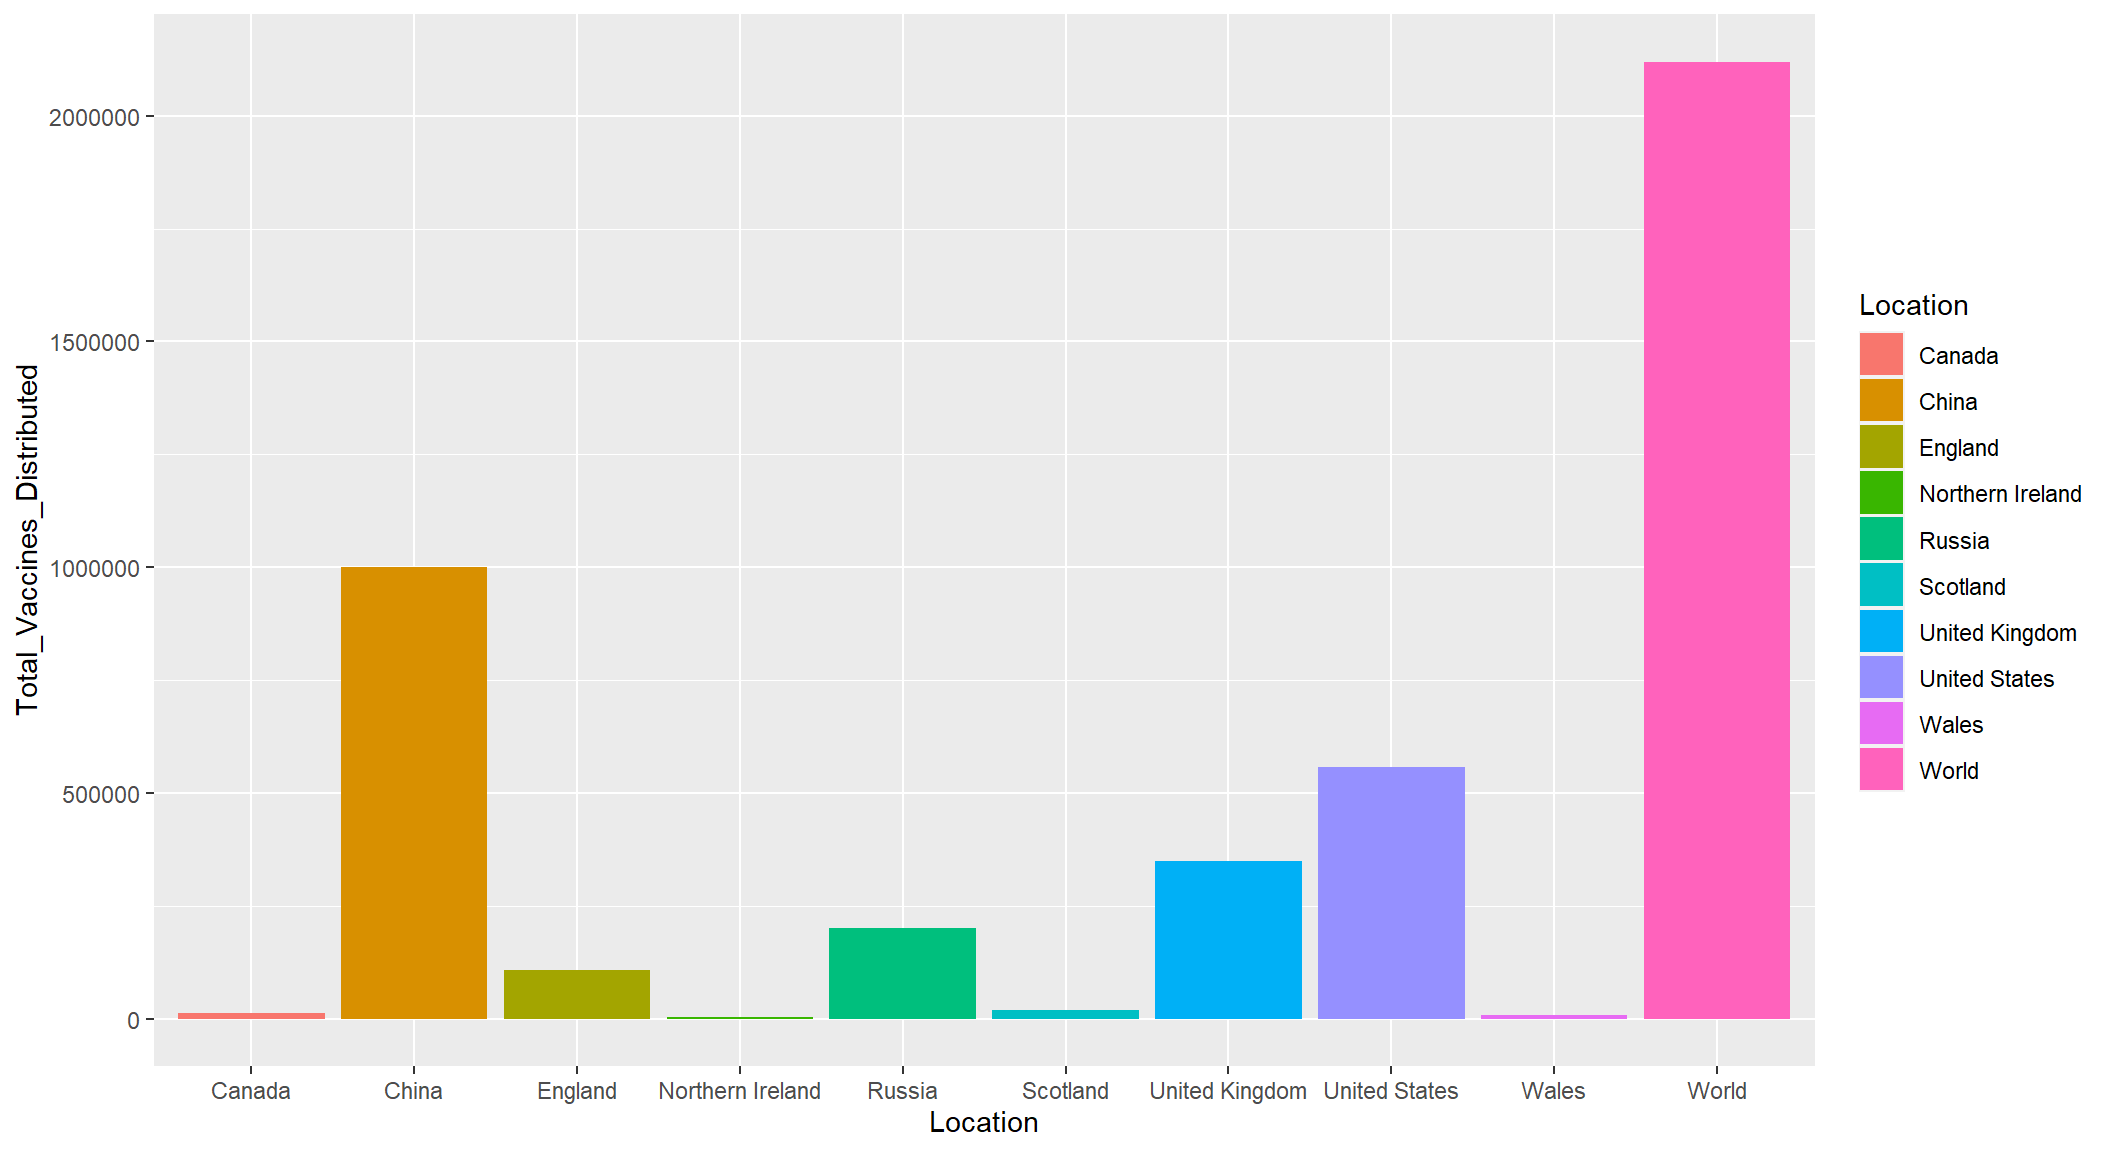 Total_Vaccines_Distributed
2000000
1500000
1000000
500000
0
Canada
China
England
Northern Ireland
Russia
Scotland
United Kingdom
United States
Wales
World
Location
Location
Canada
China
England
Northern Ireland
Russia
Scotland
United Kingdom
United States
Wales
World